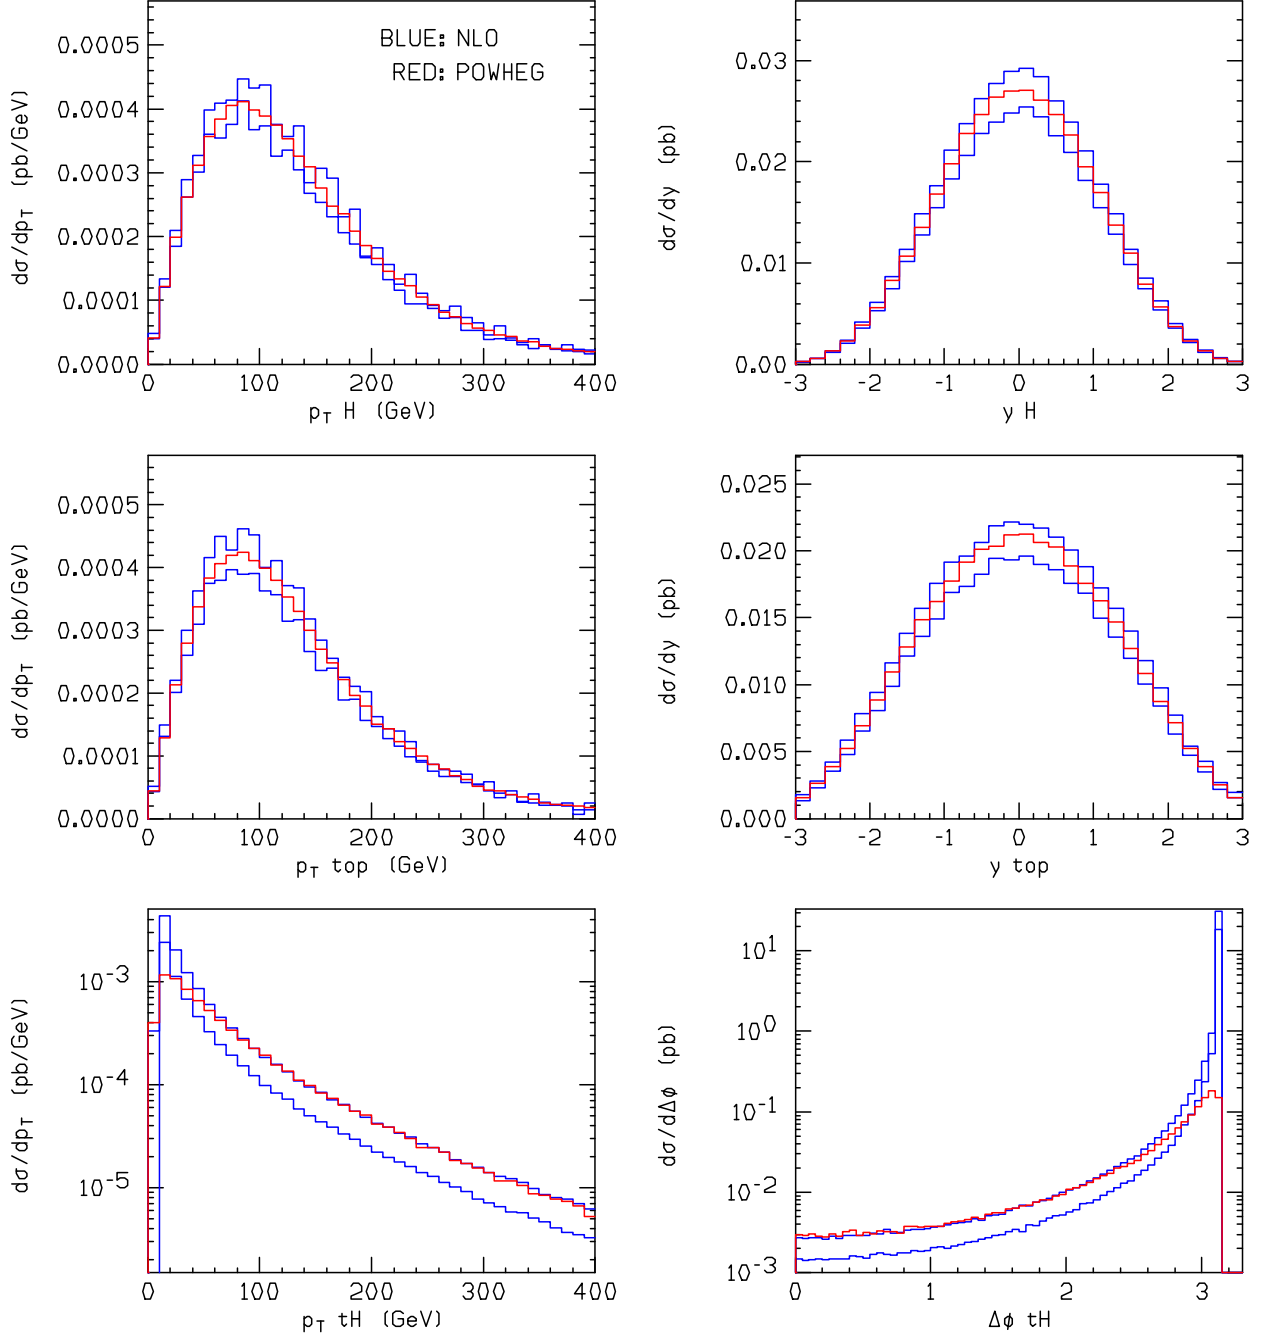 0.0005
0.0004
0.0003
0.0002
0.0001
0.0000
dσ/dp_T (pb/GeV)
BLUE: NLO
RED: POWHEG
0 100 200 300 400
p_T H (GeV)
0.03
0.02
0.01
0.00
dσ/dy (pb)
-3 -2 -1 0 1 2 3
y H
0.0005
0.0004
0.0003
0.0002
0.0001
0.0000
dσ/dp_T (pb/GeV)
0 100 200 300 400
p_T top (GeV)
0.025
0.020
0.015
0.010
0.005
0.000
dσ/dy (pb)
-3 -2 -1 0 1 2 3
y top
10^-3
10^-4
10^-5
dσ/dp_T (pb/GeV)
0 100 200 300 400
p_T tH (GeV)
10^1
10^0
10^-1
10^-2
10^-3
dσ/dΔϕ (pb)
0 1 2 3
Δϕ tH